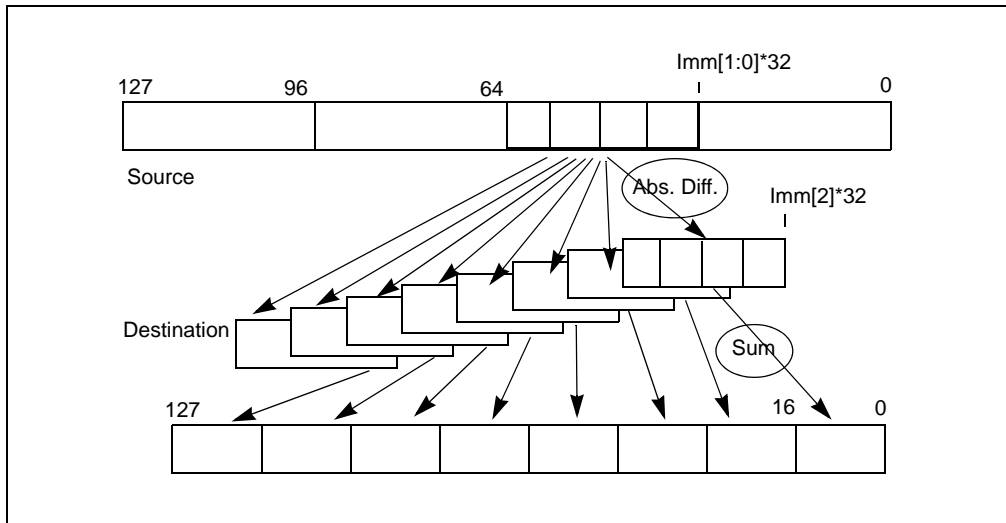 Imm[1:0]*32
127 96 64 0
Source
Abs. Diff.
Imm[2]*32
Destination
Sum
127 16 0